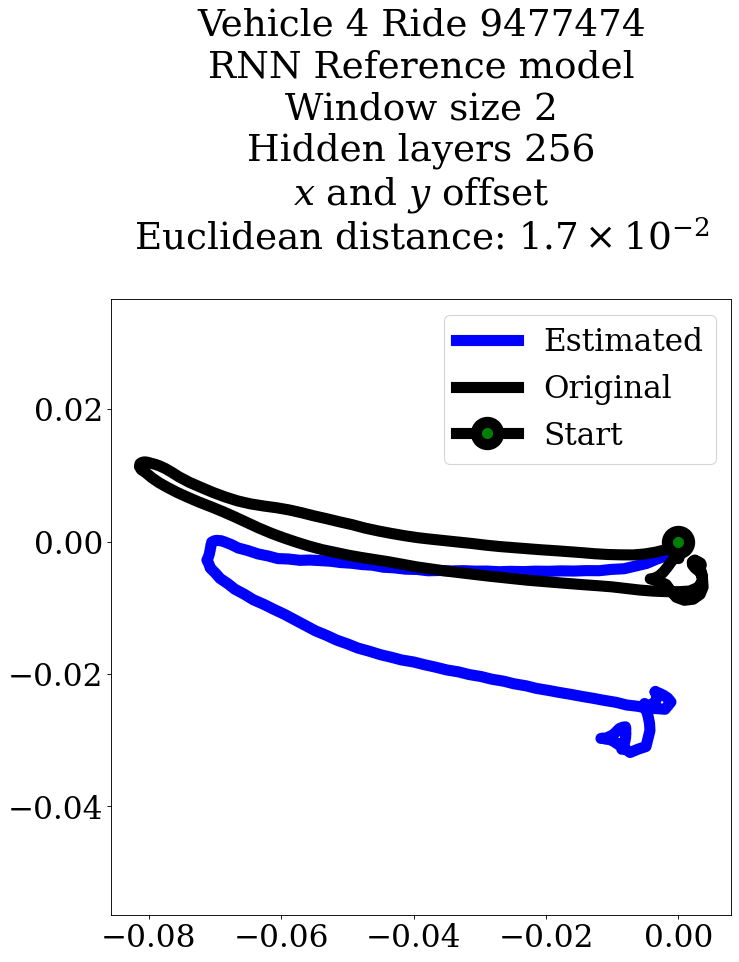 Vehicle 4 Ride 9477474
RNN Reference model
Window size 2
Hidden layers 256
x and y offset
Euclidean distance: 1.7 × 10⁻²
Estimated
Original
Start
0.02
0.00
−0.02
−0.04
−0.08 −0.06 −0.04 −0.02 0.00